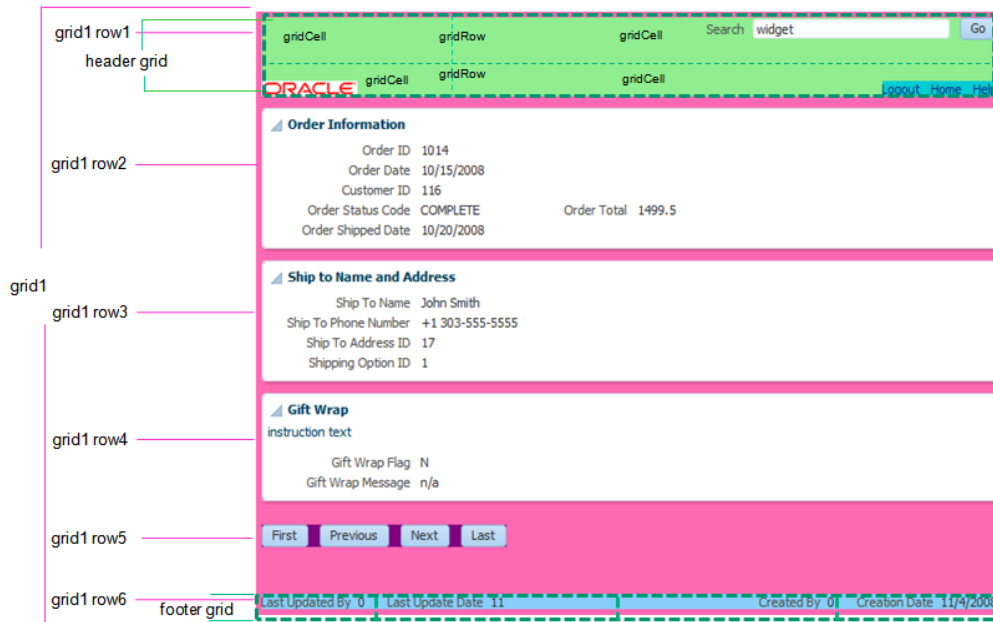 grid1 row1
header grid
gridCell
gridRow
gridCell
Search widget Go
gridCell
gridRow
gridCell
ORACLE
Logout Home Help
grid1 row2
Order Information
Order ID 1014
Order Date 10/15/2008
Customer ID 116
Order Status Code COMPLETE Order Total 1499.5
Order Shipped Date 10/20/2008
grid1
grid1 row3
Ship to Name and Address
Ship To Name John Smith
Ship To Phone Number +1 303-555-5555
Ship To Address ID 17
Shipping Option ID 1
grid1 row4
Gift Wrap
instruction text
Gift Wrap Flag N
Gift Wrap Message n/a
grid1 row5
First Previous Next Last
grid1 row6
footer grid
Last Updated By 0 Last Update Date 11 Created By 0 Creation Date 11/4/2008